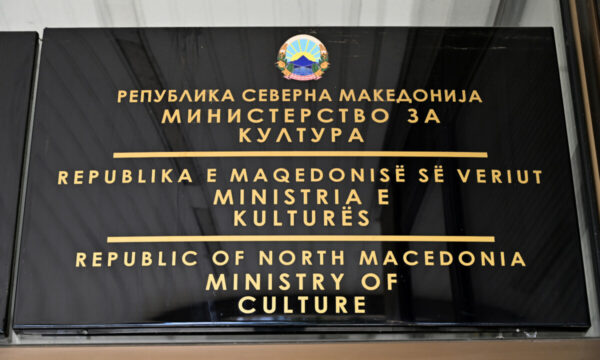 РЕПУБЛИКА СЕВЕРНА МАКЕДОНИЈА
МИНИСТЕРСТВО ЗА
КУЛТУРА
REPUBLIKA E MAQEDONISË SË VERIUT
MINISTRIA E
KULTURËS
REPUBLIC OF NORTH MACEDONIA
MINISTRY OF
CULTURE